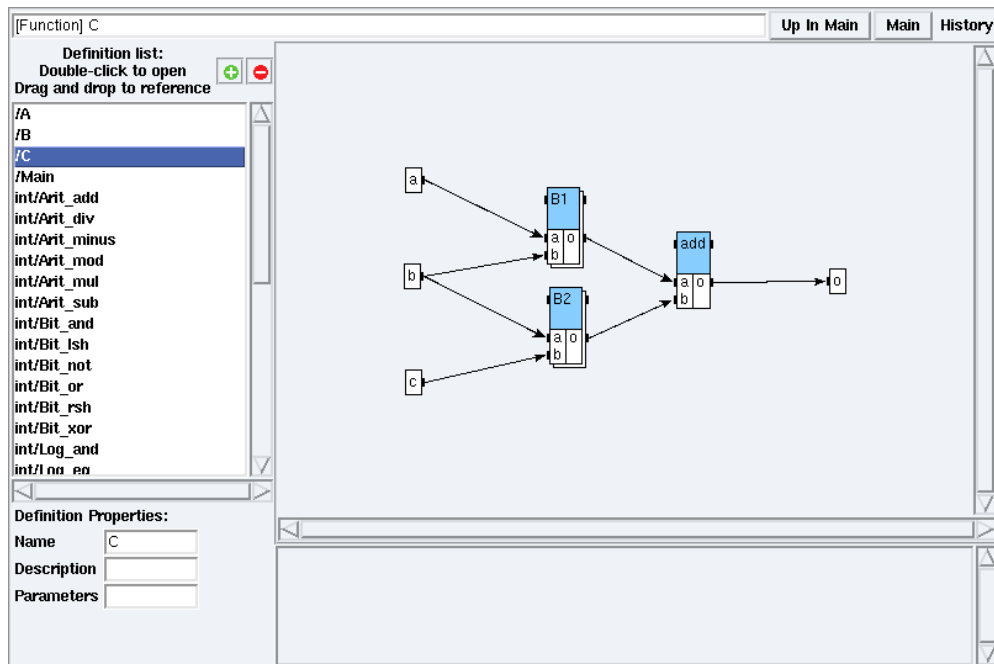 [Function] C
Up In Main
Main
History
Definition list:
Double-click to open
Drag and drop to reference
/A
/B
/C
/Main
int/Arit_add
int/Arit_div
int/Arit_minus
int/Arit_mod
int/Arit_mul
int/Arit_sub
int/Bit_and
int/Bit_lsh
int/Bit_not
int/Bit_or
int/Bit_rsh
int/Bit_xor
int/Log_and
int/Log_eq
Definition Properties:
Name C
Description
Parameters
a
b
c
B1
a o
b
B2
a o
b
add
a o
b
o